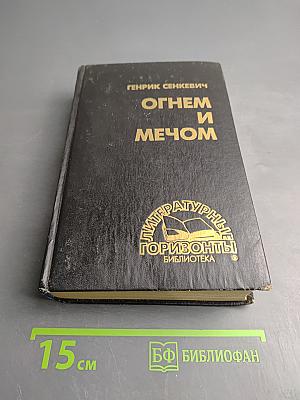 ГЕНРИК СЕНКЕВИЧ
ОГНЕМ
И
МЕЧОМ
ЛИТЕРАТУРНЫЕ
ГОРИЗОНТЫ
БИБЛИОТЕКА
®
15 см
БФ БИБЛИОФАН